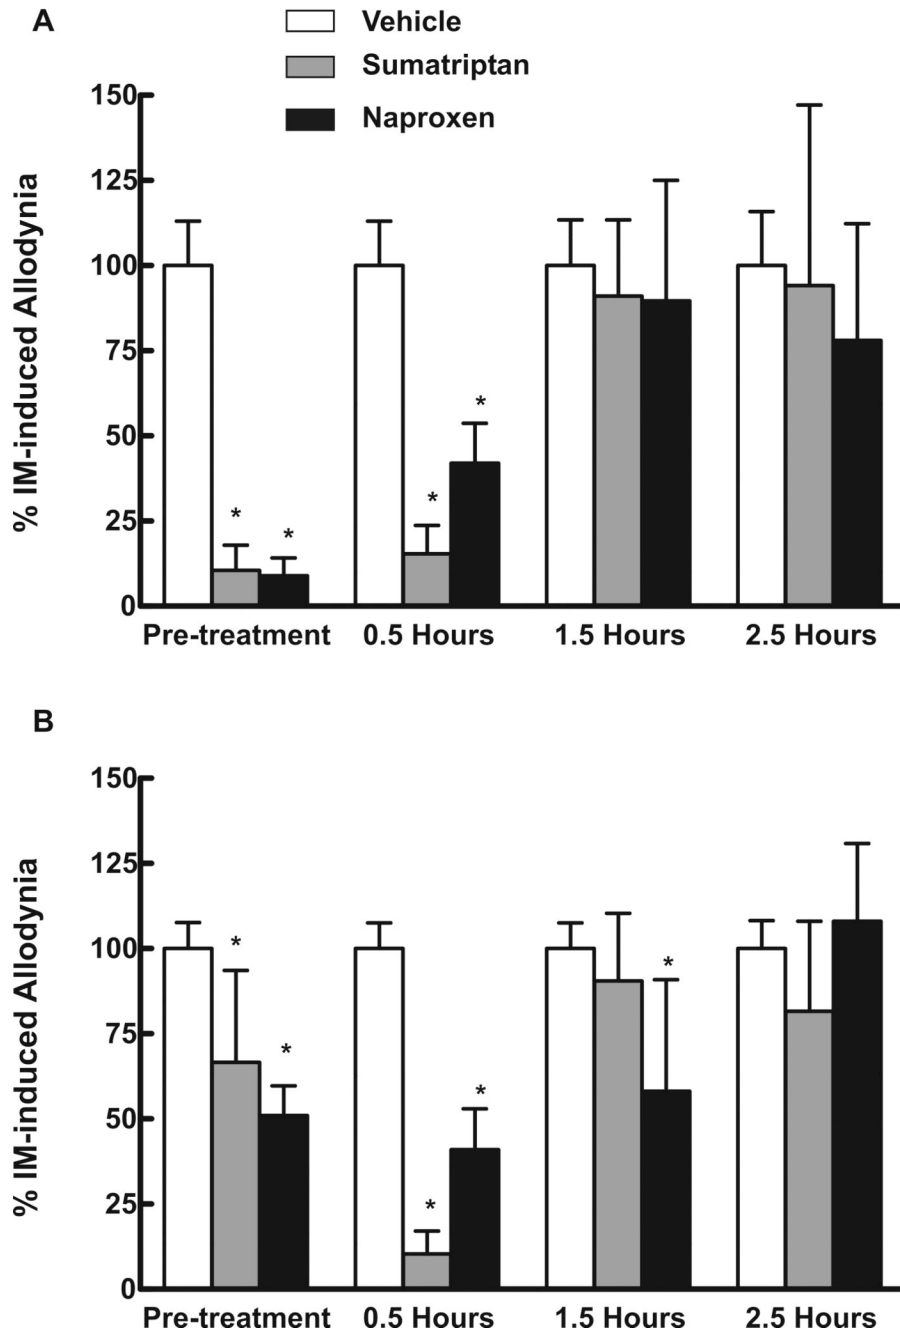 A
Vehicle
Sumatriptan
Naproxen
% IM-induced Allodynia
150
125
100
75
50
25
0
*
*
*
*
Pre-treatment
0.5 Hours
1.5 Hours
2.5 Hours
B
% IM-induced Allodynia
150
125
100
75
50
25
0
*
*
*
*
*
Pre-treatment
0.5 Hours
1.5 Hours
2.5 Hours